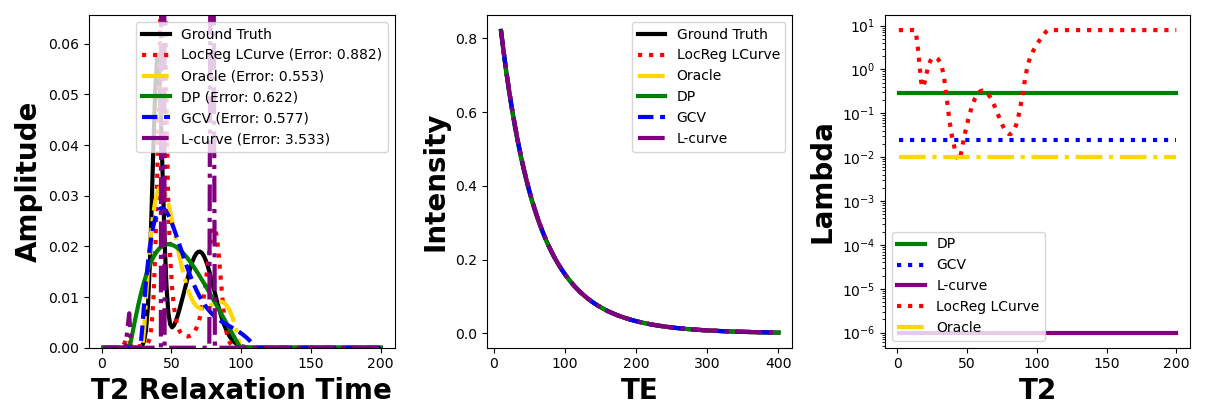 Amplitude
0.06
0.05
0.04
0.03
0.02
0.01
0.00
Ground Truth
LocReg LCurve (Error: 0.882)
Oracle (Error: 0.553)
DP (Error: 0.622)
GCV (Error: 0.577)
L-curve (Error: 3.533)
0 50 100 150 200
T2 Relaxation Time
Intensity
0.8
0.6
0.4
0.2
0.0
Ground Truth
LocReg LCurve
Oracle
DP
GCV
L-curve
0 100 200 300 400
TE
Lambda
10¹
10⁰
10⁻¹
10⁻²
10⁻³
10⁻⁴
10⁻⁵
10⁻⁶
DP
GCV
L-curve
LocReg LCurve
Oracle
0 50 100 150 200
T2